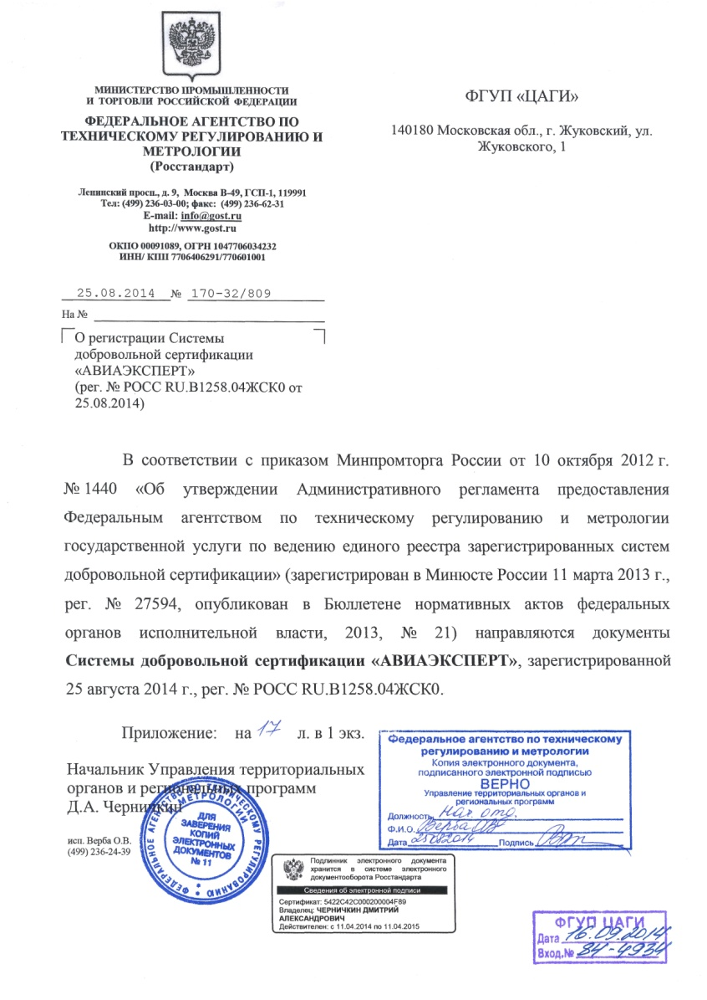 МИНИСТЕРСТВО ПРОМЫШЛЕННОСТИ
И ТОРГОВЛИ РОССИЙСКОЙ ФЕДЕРАЦИИ
ФЕДЕРАЛЬНОЕ АГЕНТСТВО ПО
ТЕХНИЧЕСКОМУ РЕГУЛИРОВАНИЮ И
МЕТРОЛОГИИ
(Росстандарт)
Ленинский просп., д. 9, Москва В-49, ГСП-1, 119991
Тел: (499) 236-03-00; факс: (499) 236-62-31
E-mail: info@gost.ru
http://www.gost.ru
ОКПО 00091089, ОГРН 1047706034232
ИНН/ КПП 7706406291/770601001
25.08.2014 № 170-32/809
На №
ФГУП «ЦАГИ»
140180 Московская обл., г. Жуковский, ул.
Жуковского, 1
О регистрации Системы
добровольной сертификации
«АВИАЭКСПЕРТ»
(рег. № РОСС RU.В1258.04ЖСК0 от
25.08.2014)
В соответствии с приказом Минпромторга России от 10 октября 2012 г.
№ 1440 «Об утверждении Административного регламента предоставления
Федеральным агентством по техническому регулированию и метрологии
государственной услуги по ведению единого реестра зарегистрированных систем
добровольной сертификации» (зарегистрирован в Минюсте России 11 марта 2013 г.,
рег. № 27594, опубликован в Бюллетене нормативных актов федеральных
органов исполнительной власти, 2013, № 21) направляются документы
Системы добровольной сертификации «АВИАЭКСПЕРТ», зарегистрированной
25 августа 2014 г., рег. № РОСС RU.В1258.04ЖСК0.
Приложение: на 17 л. в 1 экз.
Начальник Управления территориальных
органов и региональных программ
Д.А. Черничкин
исп. Верба О.В.
(499) 236-24-39
ФЕДЕРАЛЬНОЕ АГЕНТСТВО ПО ТЕХНИЧЕСКОМУ РЕГУЛИРОВАНИЮ
И МЕТРОЛОГИИ
ДЛЯ
ЗАВЕРЕНИЯ
КОПИЙ
ЭЛЕКТРОННЫХ
ДОКУМЕНТОВ
№ 11
Федеральное агентство по техническому
регулированию и метрологии
Копия электронного документа,
подписанного электронной подписью
ВЕРНО
Управление территориальных органов и
региональных программ
Должность Нач. отд.
Ф.И.О. Верба ОВ
Дата 25082014 Подпись
Подлинник электронного документа
хранится в системе электронного
документооборота Росстандарта
Сведения об электронной подписи
Сертификат: 5422C42C000200004F89
Владелец: ЧЕРНИЧКИН ДМИТРИЙ
АЛЕКСАНДРОВИЧ
Действителен: с 11.04.2014 по 11.04.2015
ФГУП ЦАГИ
Дата 16.09.2014
Вход.№ 84-4934